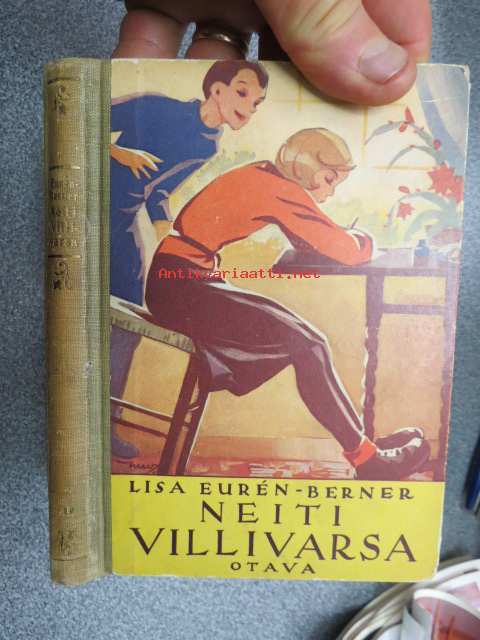 Antikvariaatti.net
LISA EURÉN-BERNER
NEITI
VILLIVARSA
OTAVA